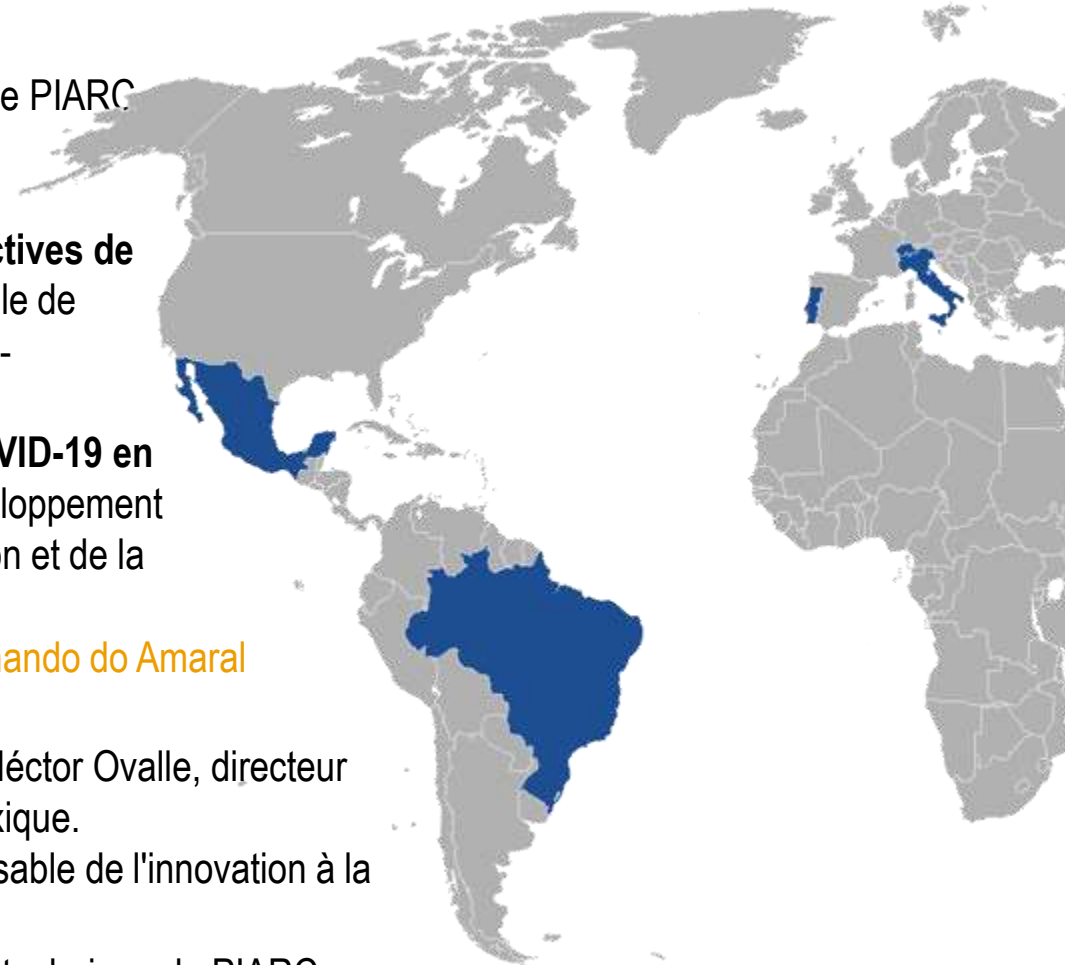 e PIARC
ctives de
le de
-
VID-19 en
loppement
on et de la
nando do Amaral
Héctor Ovalle, directeur
xique.
sable de l'innovation à la